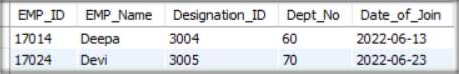 EMP_ID EMP_Name Designation_ID Dept_No Date_of_Join
17014 Deepa 3004 60 2022-06-13
17024 Devi 3005 70 2022-06-23